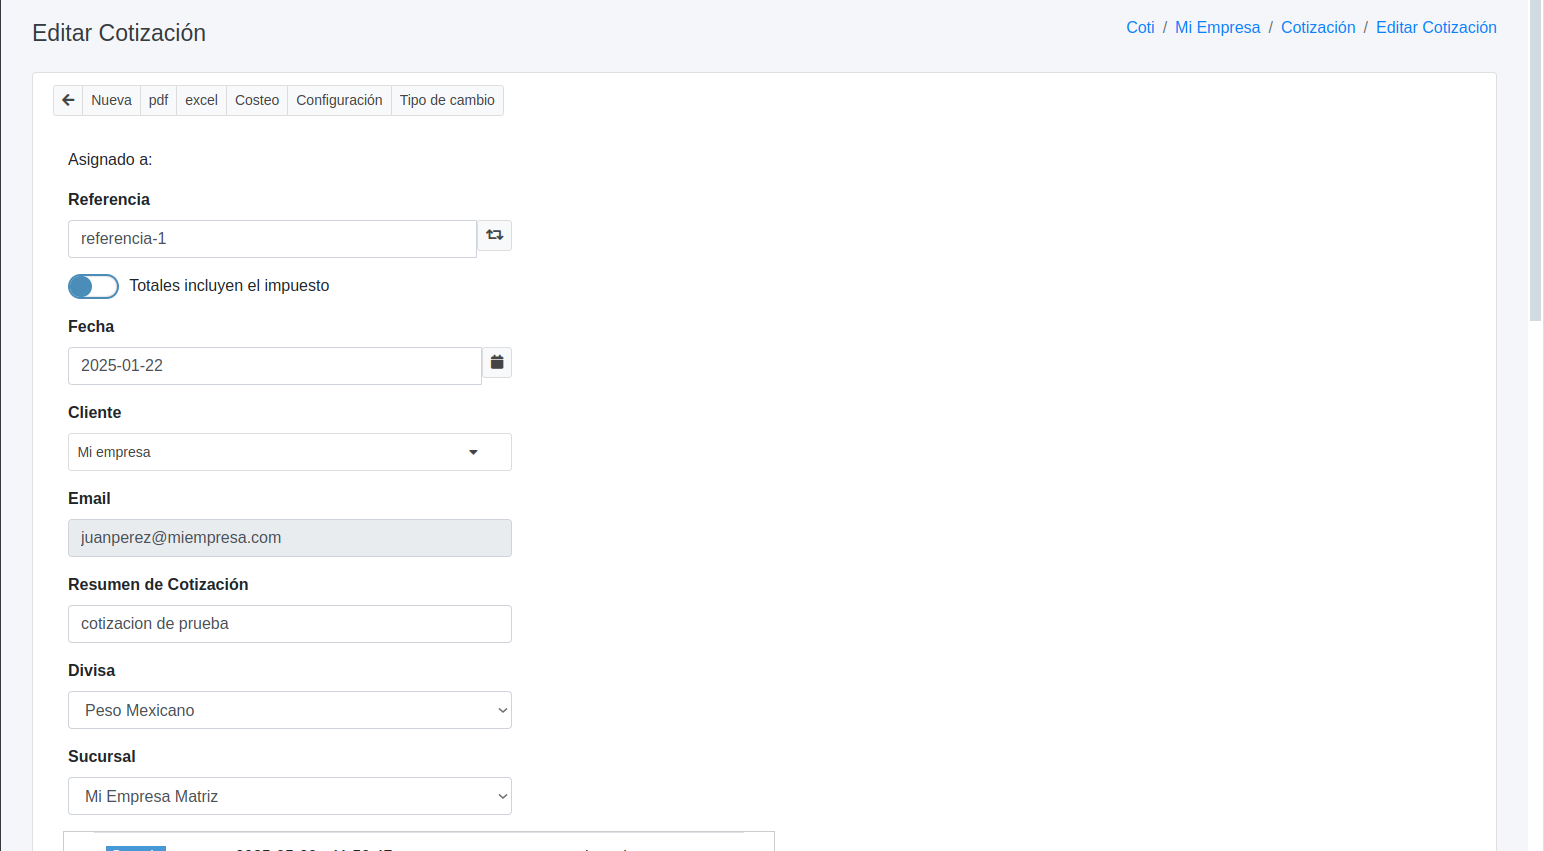 Editar Cotización
Coti / Mi Empresa / Cotización / Editar Cotización
Nueva pdf excel Costeo Configuración Tipo de cambio
Asignado a:
Referencia
referencia-1
Totales incluyen el impuesto
Fecha
2025-01-22
Cliente
Mi empresa
Email
juanperez@miempresa.com
Resumen de Cotización
cotizacion de prueba
Divisa
Peso Mexicano
Sucursal
Mi Empresa Matriz